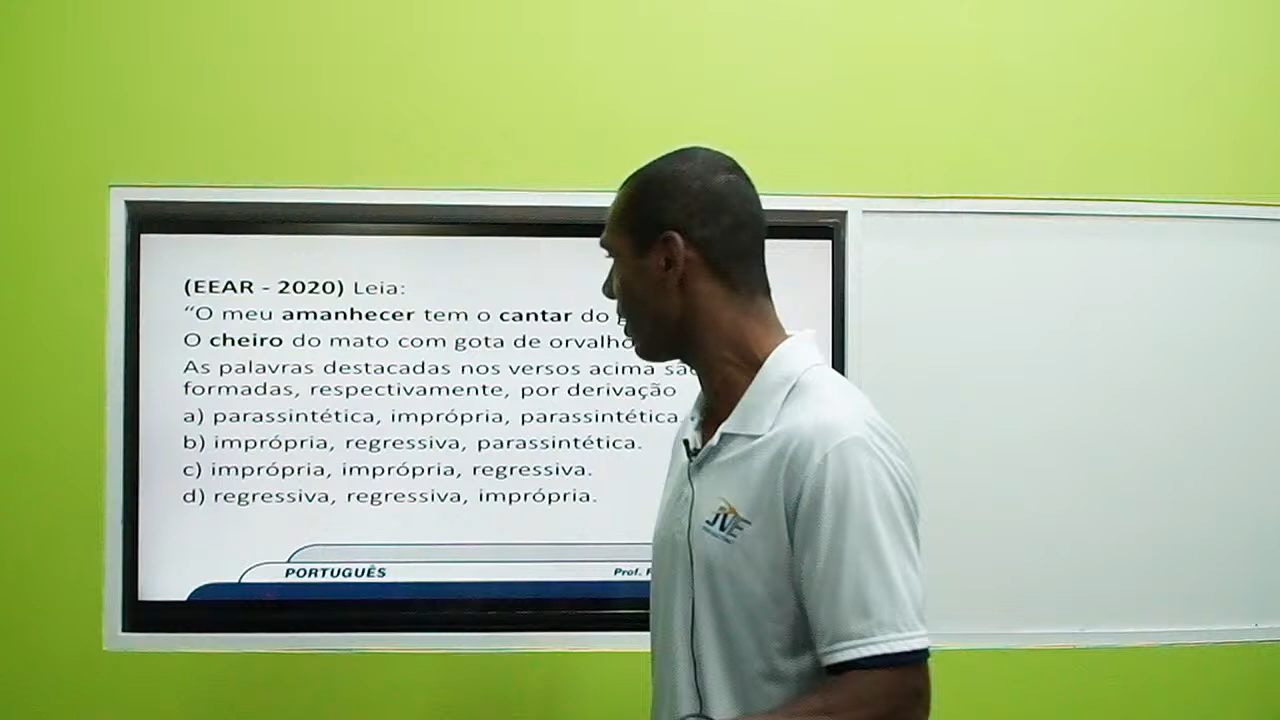 (EEAR - 2020) Leia:
“O meu amanhecer tem o cantar do
O cheiro do mato com gota de orvalho
As palavras destacadas nos versos acima
formadas, respectivamente, por derivação
a) parassintética, imprópria, parassintética.
b) imprópria, regressiva, parassintética.
c) imprópria, imprópria, regressiva.
d) regressiva, regressiva, imprópria.
PORTUGUÊS
Prof.
JVE